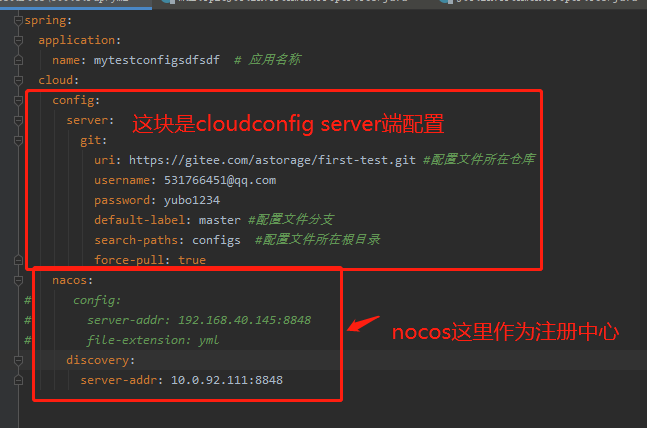 spring:
application:
name: mytestconfigsdfsdf # 应用名称
cloud:
config:
这块是cloudconfig server端配置
server:
git:
uri: https://gitee.com/astorage/first-test.git #配置文件所在仓库
username: 531766451@qq.com
password: yubo1234
default-label: master #配置文件分支
search-paths: configs #配置文件所在根目录
force-pull: true
nacos:
# config:
# server-addr: 192.168.40.145:8848
nocos这里作为注册中心
# file-extension: yml
discovery:
server-addr: 10.0.92.111:8848